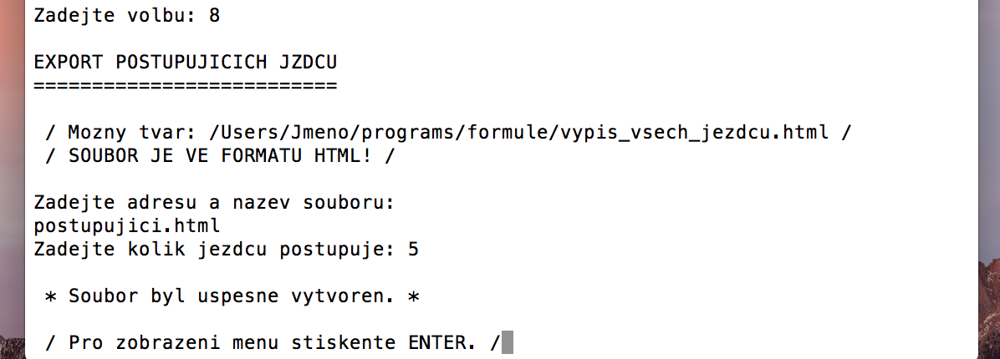 Zadejte volbu: 8
EXPORT POSTUPUJICICH JZDCU
==========================
/ Mozny tvar: /Users/Jmeno/programs/formule/vypis_vsech_jezdcu.html /
/ SOUBOR JE VE FORMATU HTML! /
Zadejte adresu a nazev souboru:
postupujici.html
Zadejte kolik jezdcu postupuje: 5
* Soubor byl uspesne vytvoren. *
/ Pro zobrazeni menu stiskente ENTER. /